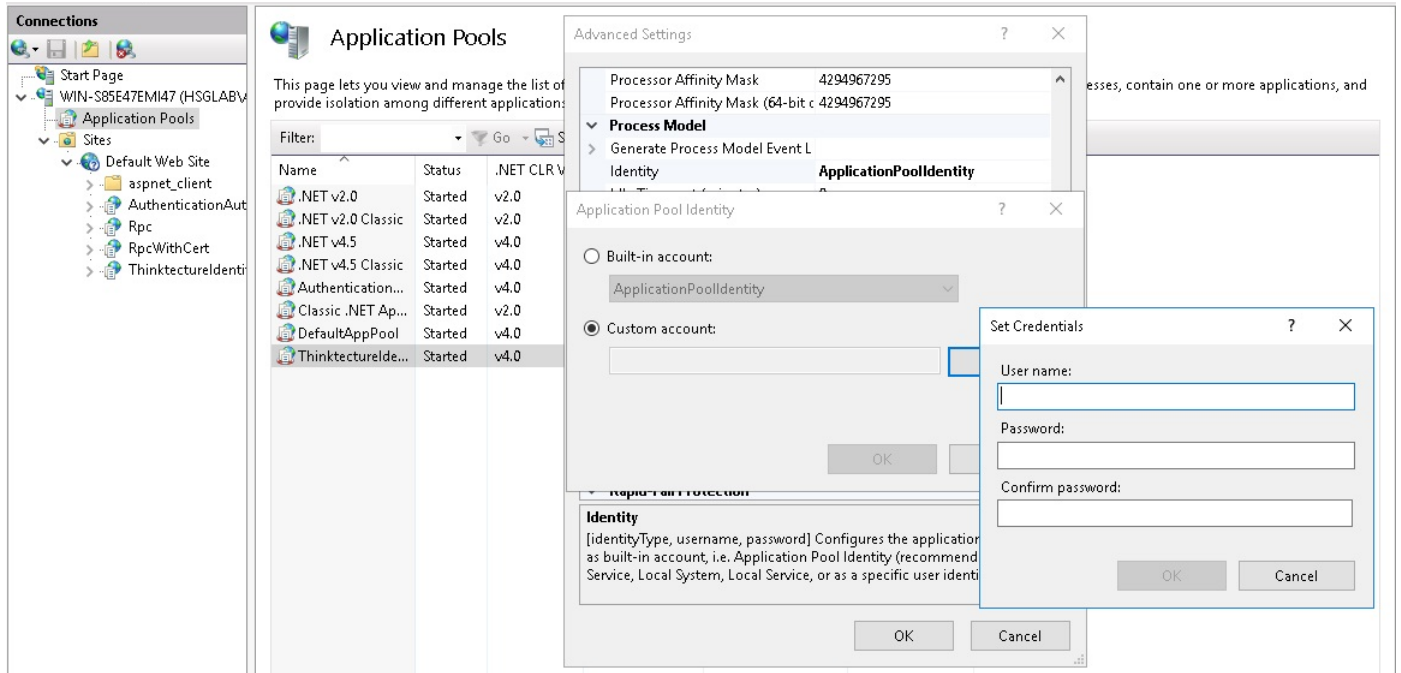 Connections
Start Page
WIN-S85E47EMI47 (HSGLAB\
Application Pools
Sites
Default Web Site
aspnet_client
AuthenticationAut
Rpc
RpcWithCert
ThinktectureIdenti
Application Pools
This page lets you view and manage the list of
esses, contain one or more applications, and
provide isolation among different applications
Filter:
Go
Name Status .NET CLR V
.NET v2.0 Started v2.0
.NET v2.0 Classic Started v2.0
.NET v4.5 Started v4.0
.NET v4.5 Classic Started v4.0
Authentication... Started v4.0
Classic .NET Ap... Started v2.0
DefaultAppPool Started v4.0
ThinktectureIde... Started v4.0
Advanced Settings ?
Processor Affinity Mask 4294967295
Processor Affinity Mask (64-bit c 4294967295
Process Model
Generate Process Model Event L
Identity ApplicationPoolIdentity
Application Pool Identity ?
Built-in account:
ApplicationPoolIdentity
Custom account:
OK
Rapid-Fail Protection
Identity
[identityType, username, password] Configures the application
as built-in account, i.e. Application Pool Identity (recommend
Service, Local System, Local Service, or as a specific user identi
OK Cancel
Set Credentials ?
User name:
Password:
Confirm password:
OK Cancel